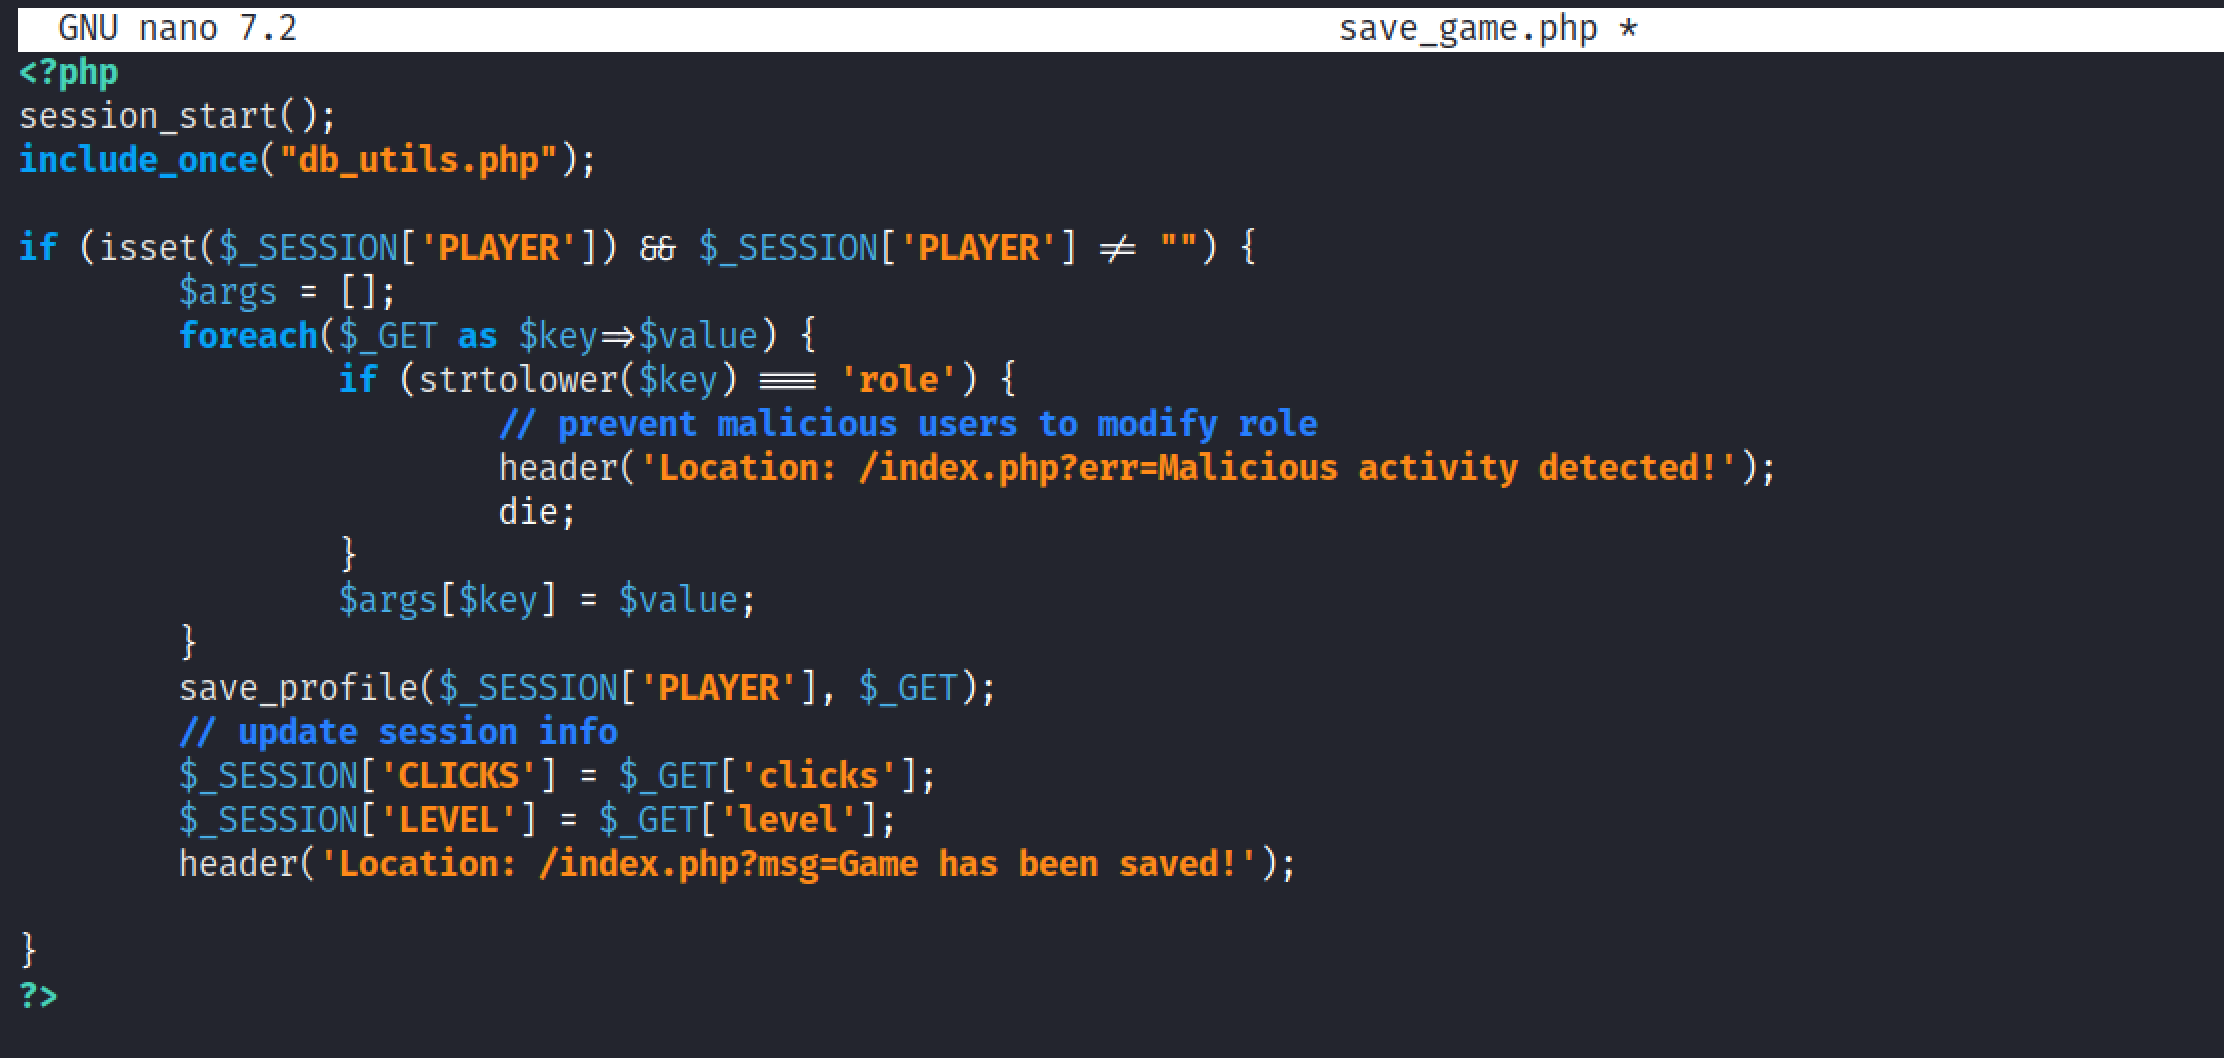 GNU nano 7.2 save_game.php *
<?php
session_start();
include_once("db_utils.php");
if (isset($_SESSION['PLAYER']) && $_SESSION['PLAYER'] != "") {
$args = [];
foreach($_GET as $key=>$value) {
if (strtolower($key) === 'role') {
// prevent malicious users to modify role
header('Location: /index.php?err=Malicious activity detected!');
die;
}
$args[$key] = $value;
}
save_profile($_SESSION['PLAYER'], $_GET);
// update session info
$_SESSION['CLICKS'] = $_GET['clicks'];
$_SESSION['LEVEL'] = $_GET['level'];
header('Location: /index.php?msg=Game has been saved!');
}
?>